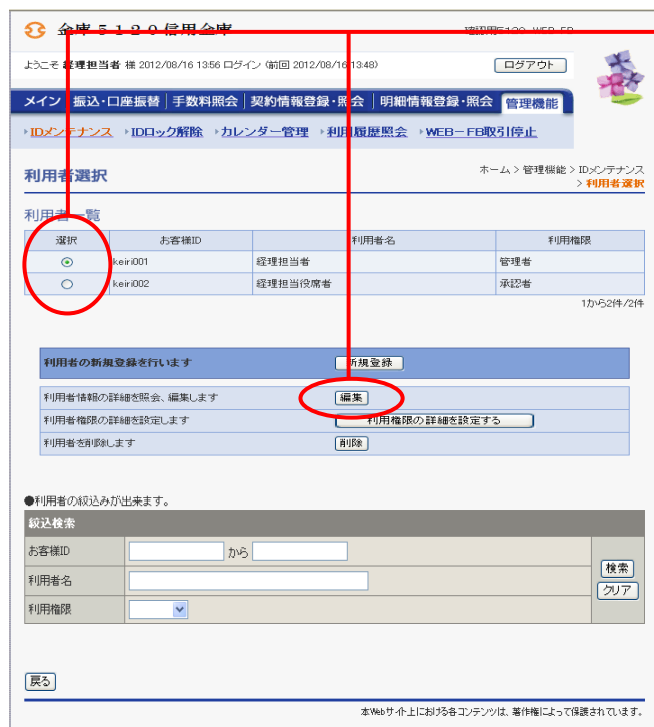 金庫5120信用金庫
確認用5120 WEB-FB
ようこそ 経理担当者 様 2012/08/16 13:56 ログイン (前回 2012/08/16 13:48)
ログアウト
メイン 振込・口座振替 手数料照会 契約情報登録・照会 明細情報登録・照会 管理機能
IDメンテナンス IDロック解除 カレンダー管理 利用履歴照会 WEB-FB取引停止
利用者選択
ホーム > 管理機能 > IDメンテナンス
> 利用者選択
利用者一覧
選択 お客様ID 利用者名 利用権限
keiri001 経理担当者 管理者
keiri002 経理担当役席者 承認者
1から2件/2件
利用者の新規登録を行います 新規登録
利用者情報の詳細を照会、編集します 編集
利用者権限の詳細を設定します 利用権限の詳細を設定する
利用者を削除します 削除
●利用者の絞込みが出来ます。
絞込検索
お客様ID から
利用者名
利用権限
検索
クリア
戻る
本Webサイト上における各コンテンツは、著作権によって保護されています。